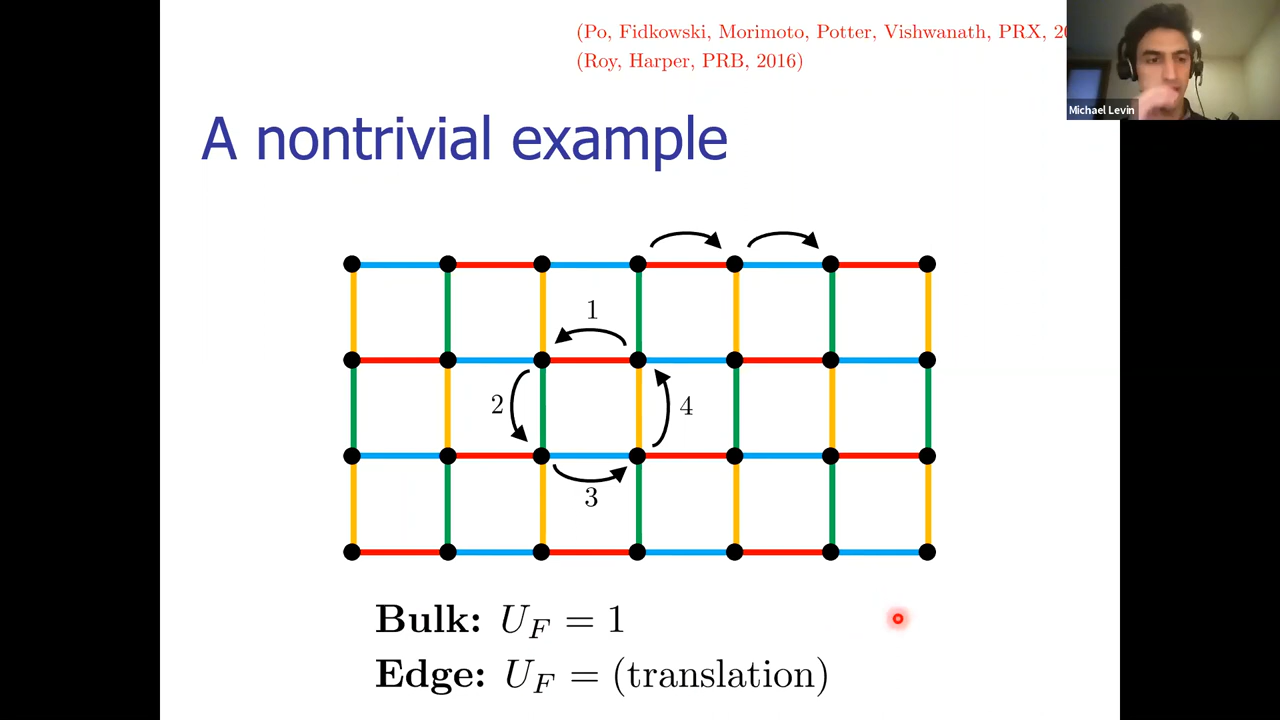 (Po, Fidkowski, Morimoto, Potter, Vishwanath, PRX,
(Roy, Harper, PRB, 2016)
Michael Levin
A nontrivial example
1
2
4
3
Bulk: U_F = 1
Edge: U_F = (translation)